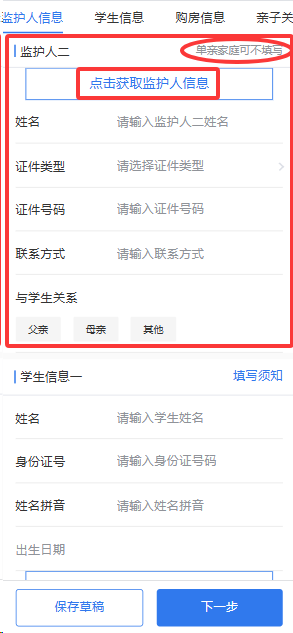 监护人信息 学生信息 购房信息 亲子关
监护人二 单亲家庭可不填写
点击获取监护人信息
姓名 请输入监护人二姓名
证件类型 请选择证件类型
证件号码 请输入证件号码
联系方式 请输入联系方式
与学生关系
父亲 母亲 其他
学生信息一 填写须知
姓名 请输入学生姓名
身份证号 请输入身份证号码
姓名拼音 请输入姓名拼音
出生日期
保存草稿 下一步